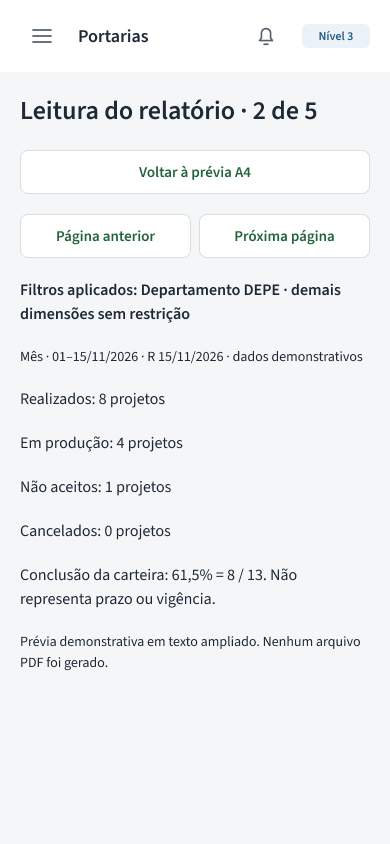 Portarias
Nível 3
Leitura do relatório · 2 de 5
Voltar à prévia A4
Página anterior
Próxima página
Filtros aplicados: Departamento DEPE · demais
dimensões sem restrição
Mês · 01–15/11/2026 · R 15/11/2026 · dados demonstrativos
Realizados: 8 projetos
Em produção: 4 projetos
Não aceitos: 1 projetos
Cancelados: 0 projetos
Conclusão da carteira: 61,5% = 8 / 13. Não
representa prazo ou vigência.
Prévia demonstrativa em texto ampliado. Nenhum arquivo
PDF foi gerado.